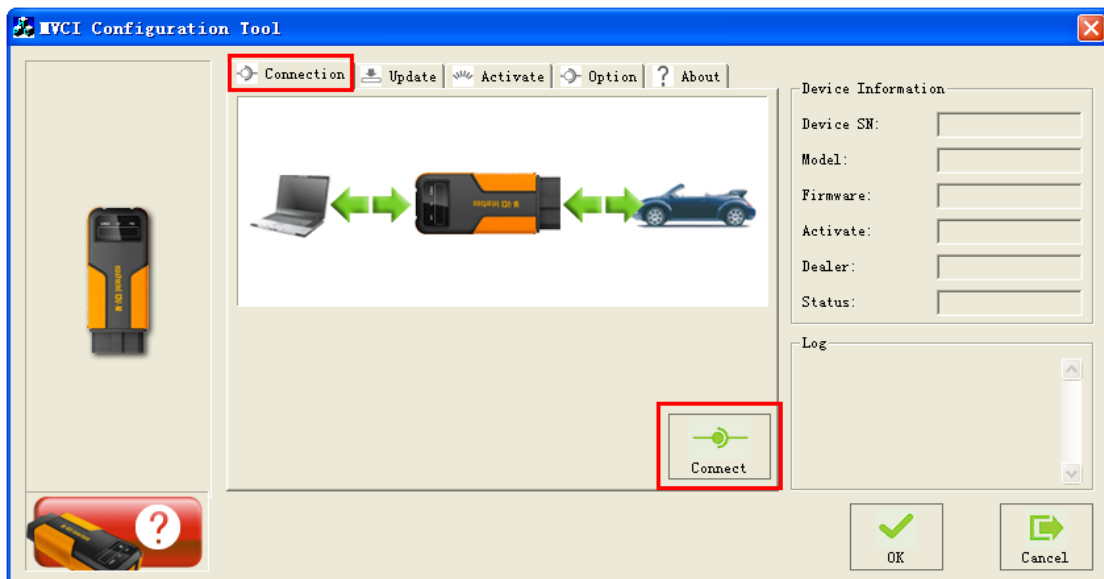 MVCI Configuration Tool
Connection
Update
Activate
Option
? About
Device Information
Device SN:
Model:
Firmware:
Activate:
Dealer:
Status:
Log
Connect
?
OK
Cancel